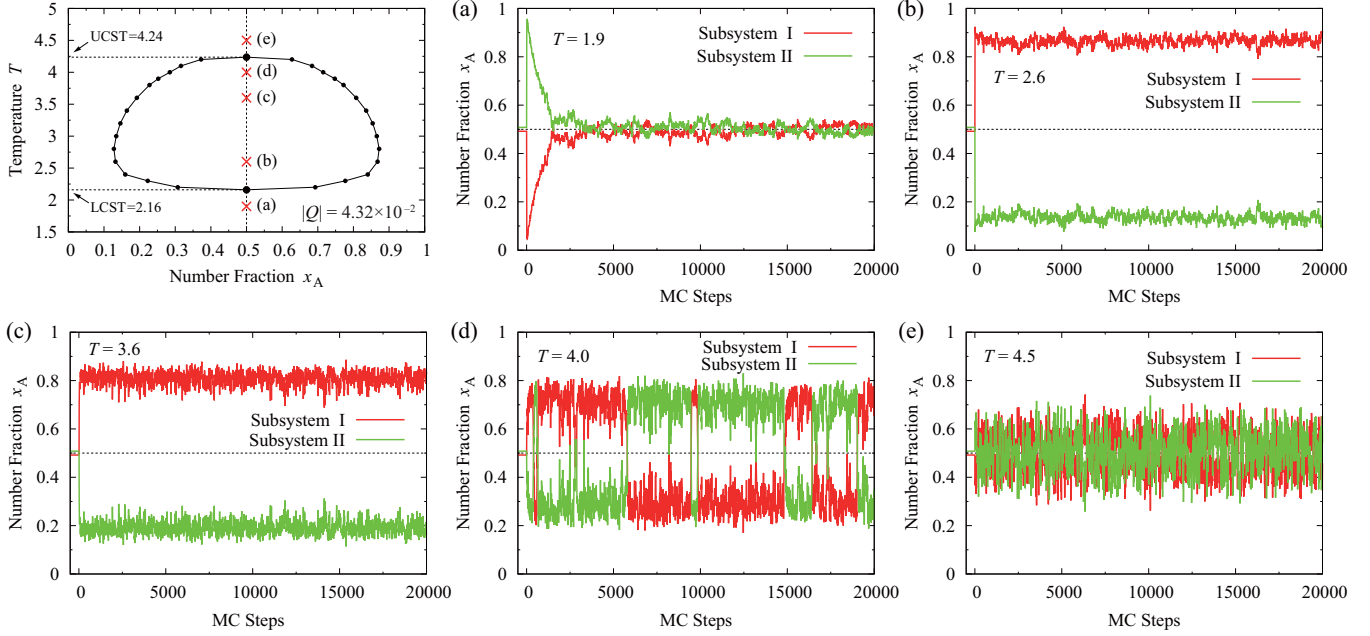 UCST=4.24
LCST=2.16
(e)
(d)
(c)
(b)
(a)
|Q| = 4.32×10⁻²
Temperature T
5
4.5
4
3.5
3
2.5
2
1.5
0 0.1 0.2 0.3 0.4 0.5 0.6 0.7 0.8 0.9 1
Number Fraction xA
(a)
T = 1.9
Subsystem I
Subsystem II
Number Fraction xA
1
0.8
0.6
0.4
0.2
0
0 5000 10000 15000 20000
MC Steps
(b)
T = 2.6
Subsystem I
Subsystem II
Number Fraction xA
1
0.8
0.6
0.4
0.2
0
0 5000 10000 15000 20000
MC Steps
(c)
T = 3.6
Subsystem I
Subsystem II
Number Fraction xA
1
0.8
0.6
0.4
0.2
0
0 5000 10000 15000 20000
MC Steps
(d)
T = 4.0
Subsystem I
Subsystem II
Number Fraction xA
1
0.8
0.6
0.4
0.2
0
0 5000 10000 15000 20000
MC Steps
(e)
T = 4.5
Subsystem I
Subsystem II
Number Fraction xA
1
0.8
0.6
0.4
0.2
0
0 5000 10000 15000 20000
MC Steps